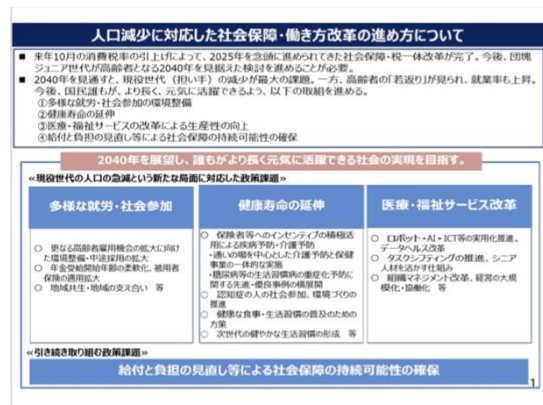 人口減少に対応した社会保障・働き方改革の進め方について
■ 来年10月の消費税率の引上げによって、2025年を念頭に進められてきた社会保障・税一体改革が完了。今後、団塊
ジュニア世代が高齢者となる2040年を見据えた検討を進めることが必要。
■ 2040年を見通すと、現役世代（担い手）の減少が最大の課題。一方、高齢者の「若返り」が見られ、就業率も上昇。
今後、国民誰もが、より長く、元気に活躍できるよう、以下の取組を進める。
①多様な就労・社会参加の環境整備
②健康寿命の延伸
③医療・福祉サービスの改革による生産性の向上
④給付と負担の見直し等による社会保障の持続可能性の確保
2040年を展望し、誰もがより長く元気に活躍できる社会の実現を目指す。
≪現役世代の人口の急減という新たな局面に対応した政策課題≫
多様な就労・社会参加
○ 更なる高齢者雇用機会の拡大に向け
た環境整備・中途採用の拡大
○ 年金受給開始年齢の柔軟化、被用者
保険の適用拡大
○ 地域共生・地域の支え合い 等
健康寿命の延伸
○ 保険者等へのインセンティブの積極活
用による疾病予防・介護予防
・通いの場を中心とした介護予防と保健
事業の一体的な実施
・糖尿病等の生活習慣病の重症化予防に
関する先進・優良事例の横展開
○ 認知症の人の社会参加、環境づくりの
推進
○ 健康な食事・生活習慣の普及のための
方策
○ 次世代の健やかな生活習慣の形成 等
医療・福祉サービス改革
○ ロボット・AI・ICT等の実用化推進、
データヘルス改革
○ タスクシフティングの推進、シニア
人材を活かす仕組み
○ 組織マネジメント改革、経営の大規
模化・協働化 等
≪引き続き取り組む政策課題≫
給付と負担の見直し等による社会保障の持続可能性の確保
1